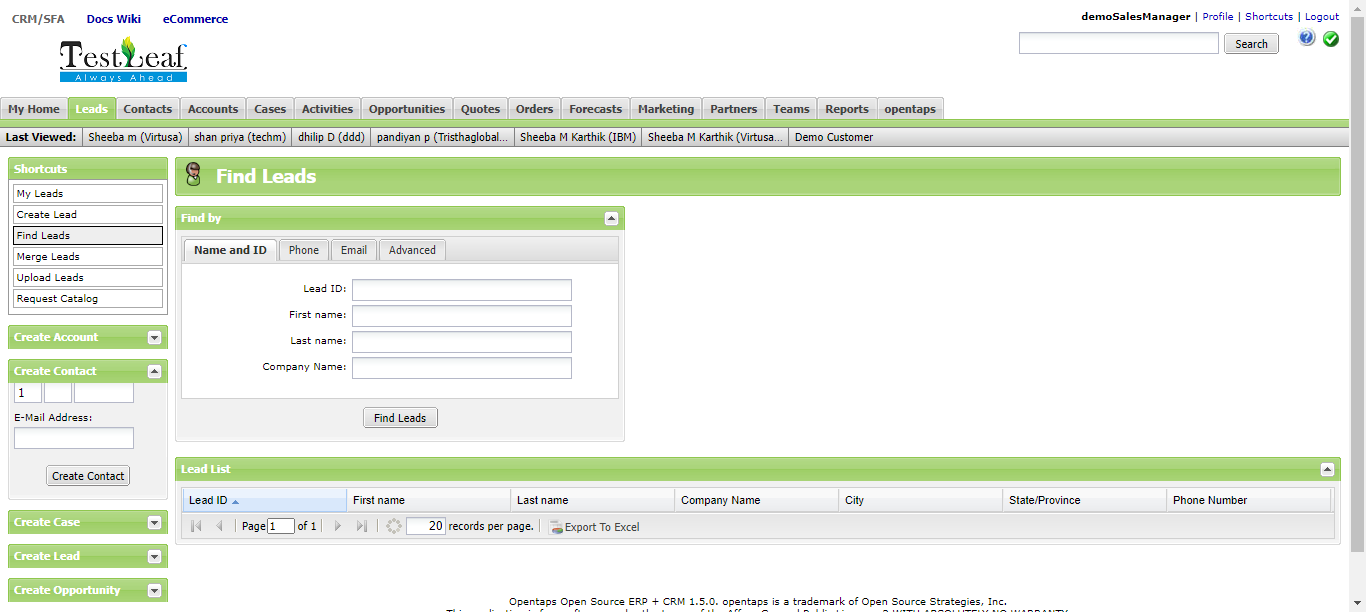 CRM/SFA Docs Wiki eCommerce
demoSalesManager | Profile | Shortcuts | Logout
Search
TestLeaf
Always Ahead
My Home Leads Contacts Accounts Cases Activities Opportunities Quotes Orders Forecasts Marketing Partners Teams Reports opentaps
Last Viewed: Sheeba m (Virtusa) shan priya (techm) dhilip D (ddd) pandiyan p (Tristhaglobal... Sheeba M Karthik (IBM) Sheeba M Karthik (Virtusa... Demo Customer
Shortcuts
My Leads
Create Lead
Find Leads
Merge Leads
Upload Leads
Request Catalog
Create Account
Create Contact
1
E-Mail Address:
Create Contact
Create Case
Create Lead
Create Opportunity
Find Leads
Find by
Name and ID Phone Email Advanced
Lead ID:
First name:
Last name:
Company Name:
Find Leads
Lead List
Lead ID First name Last name Company Name City State/Province Phone Number
Page 1 of 1 20 records per page. Export To Excel
Opentaps Open Source ERP + CRM 1.5.0. opentaps is a trademark of Open Source Strategies, Inc.